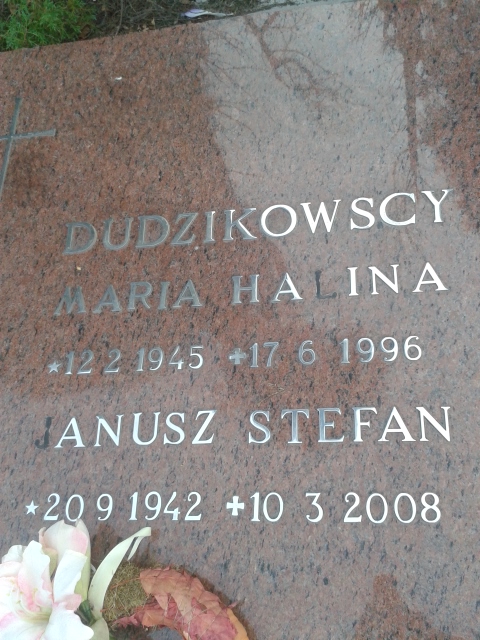 DUDZIKOWSCY
MARIA HALINA
*12 2 1945 ✝17 6 1996
JANUSZ STEFAN
*20 9 1942 ✝10 3 2008